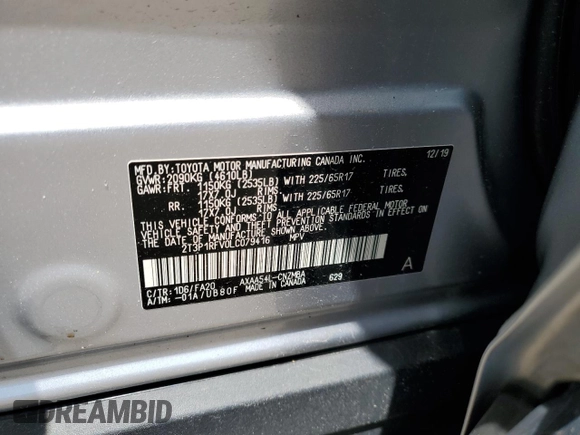 MFD. BY: TOYOTA MOTOR MANUFACTURING CANADA INC. 12/19
GVWR: 2090KG (4610LB)
GAWR: FRT. 1150KG (2535LB) WITH 225/65R17 TIRES.
17X7.0J RIMS.
RR. 1150KG (2535LB) WITH 225/65R17 TIRES.
17X7.0J RIMS.
THIS VEHICLE CONFORMS TO ALL APPLICABLE FEDERAL MOTOR
VEHICLE SAFETY AND THEFT PREVENTION STANDARDS IN EFFECT
ON THE DATE OF MANUFACTURE SHOWN ABOVE.
2T3P1RFV0LC079416 MPV
A
C/TR: 1D6/FA20 AXAA54L-CNZMBA 629
A/TM: -01A/UB80F MADE IN CANADA
DREAMBID